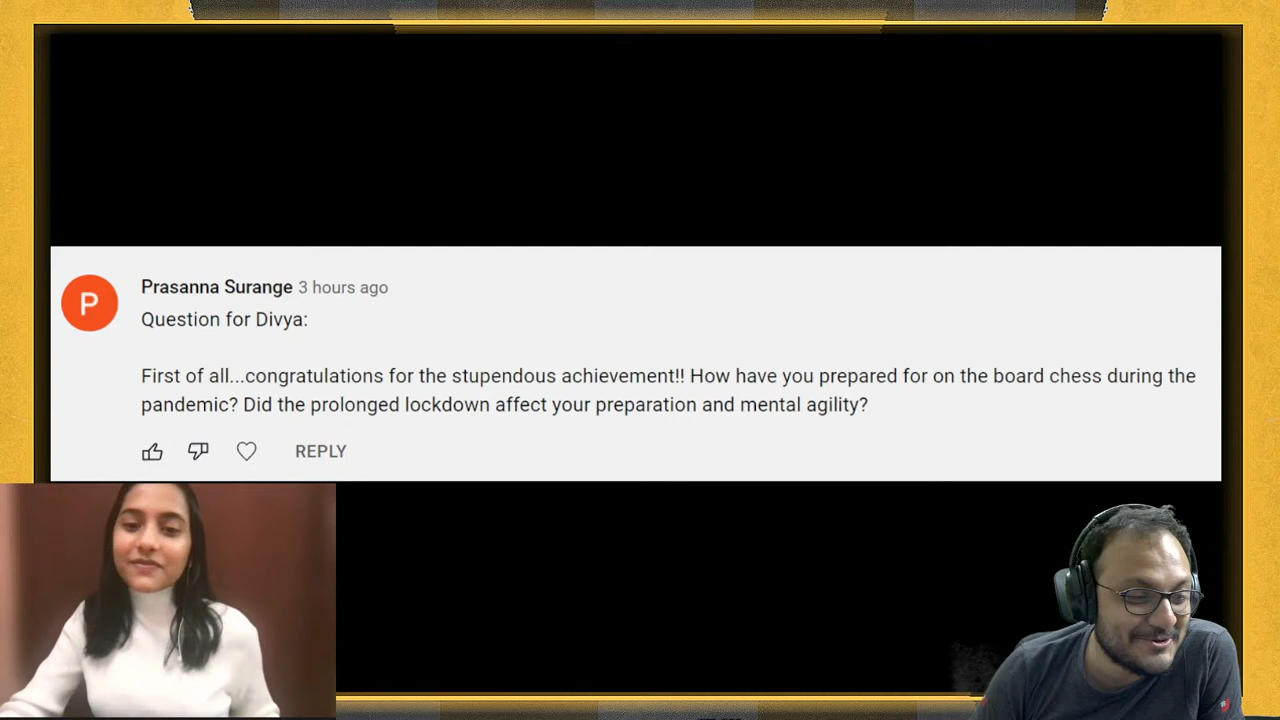 Prasanna Surange 3 hours ago
Question for Divya:
First of all...congratulations for the stupendous achievement!! How have you prepared for on the board chess during the
pandemic? Did the prolonged lockdown affect your preparation and mental agility?
REPLY